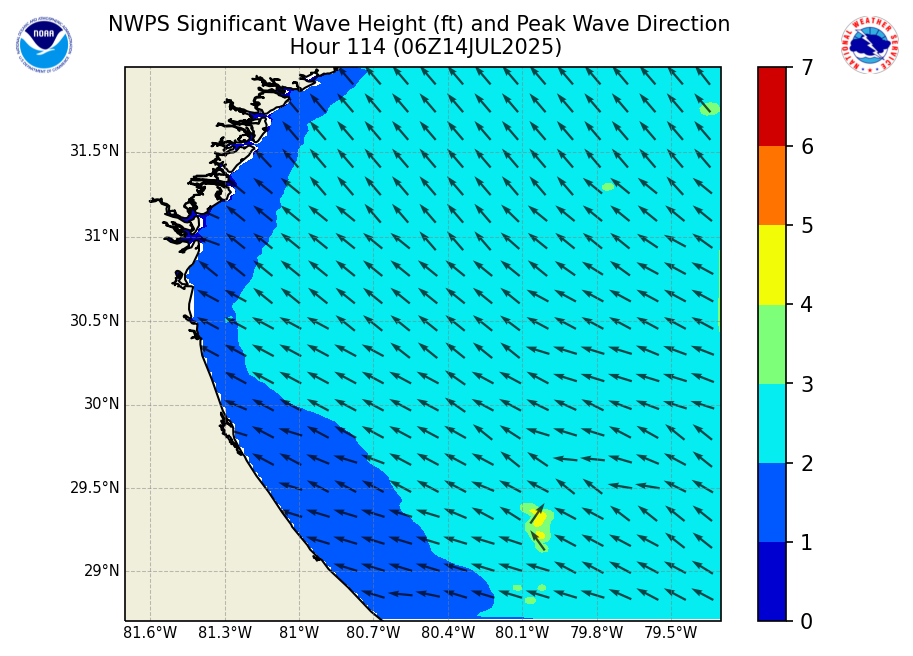 NWPS Significant Wave Height (ft) and Peak Wave Direction
Hour 114 (06Z14JUL2025)
NOAA
NATIONAL WEATHER SERVICE
31.5°N
31°N
30.5°N
30°N
29.5°N
29°N
81.6°W 81.3°W 81°W 80.7°W 80.4°W 80.1°W 79.8°W 79.5°W
7
6
5
4
3
2
1
0